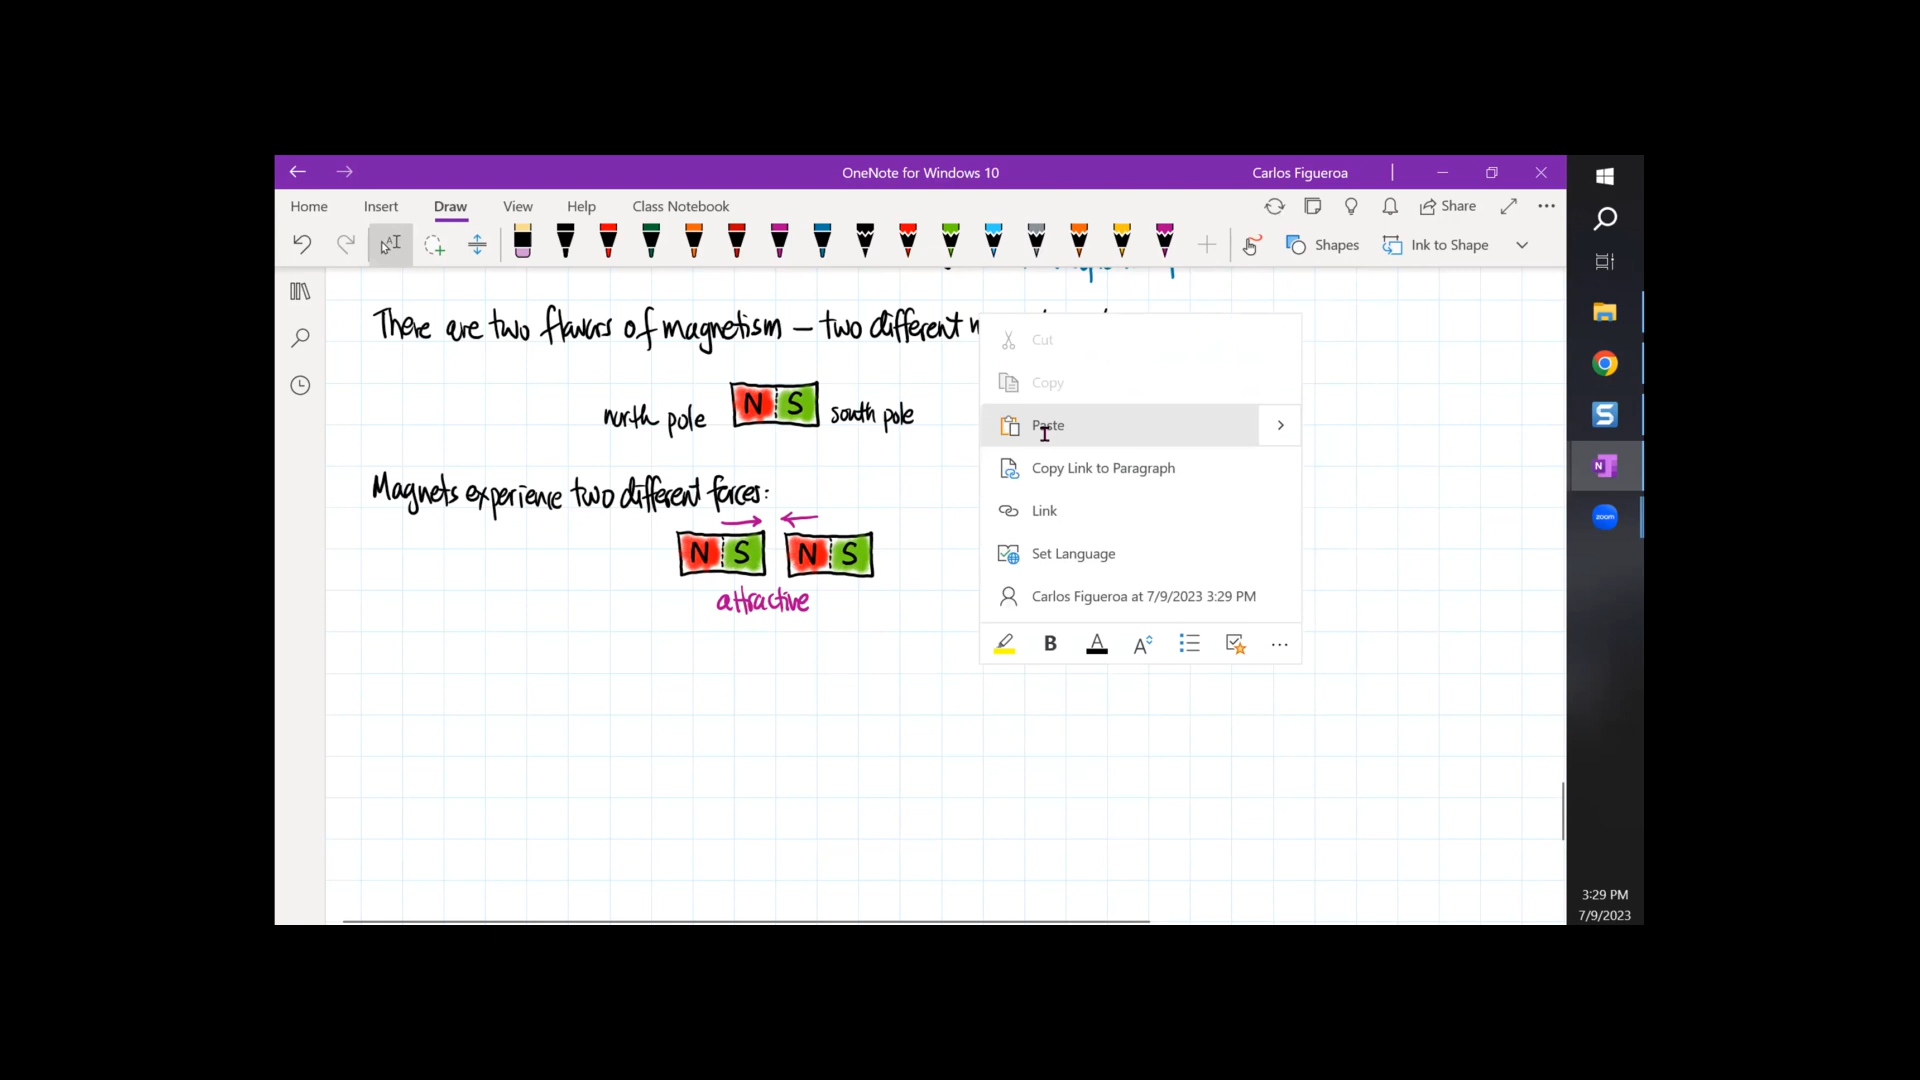 OneNote for Windows 10
Carlos Figueroa
Home Insert Draw View Help Class Notebook
Share
Shapes
Ink to Shape
There are two flavors of magnetism – two different
N S
north pole
south pole
Magnets experience two different forces:
N S N S
attractive
Cut
Copy
Paste
Copy Link to Paragraph
Link
Set Language
Carlos Figueroa at 7/9/2023 3:29 PM
B A A
zoom
3:29 PM
7/9/2023